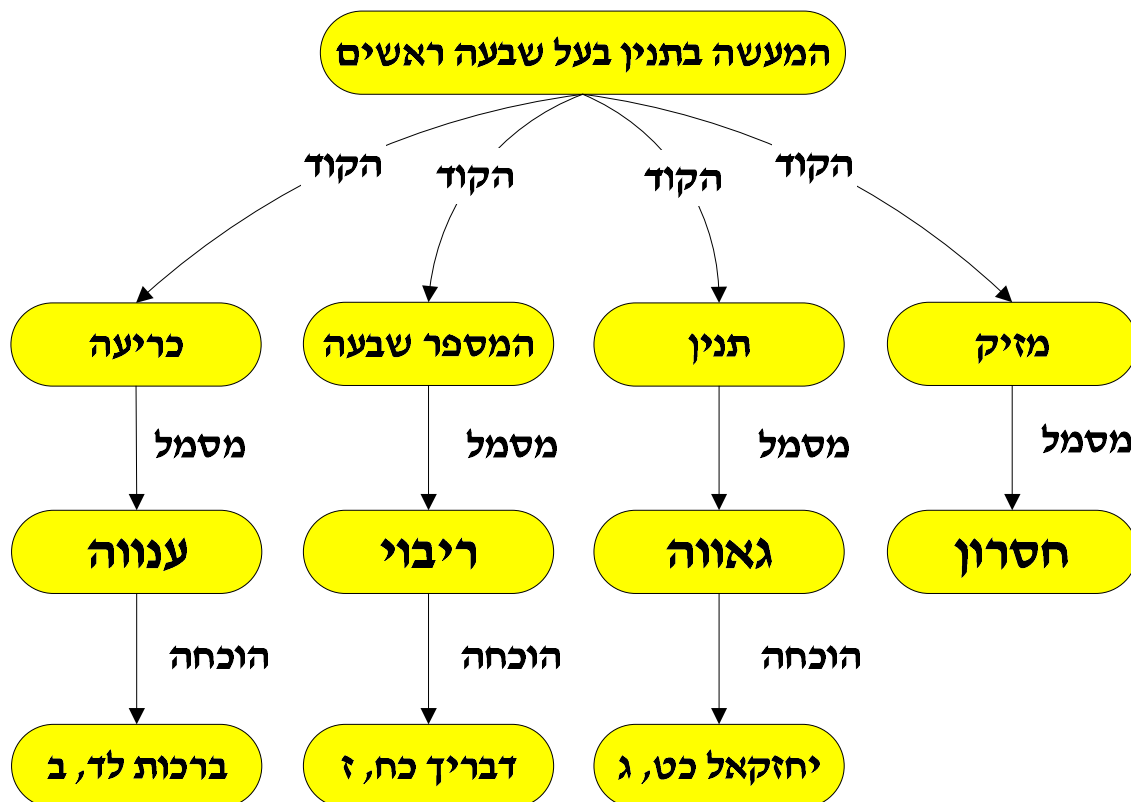 המעשה בתנין בעל שבעה ראשים
הקוד
הקוד
הקוד
הקוד
מזיק
תנין
המספר שבעה
כריעה
מסמל
מסמל
מסמל
מסמל
חסרון
גאווה
ריבוי
ענווה
הוכחה
הוכחה
הוכחה
יחזקאל כט, ג
דבריך כח, ז
ברכות לד, ב